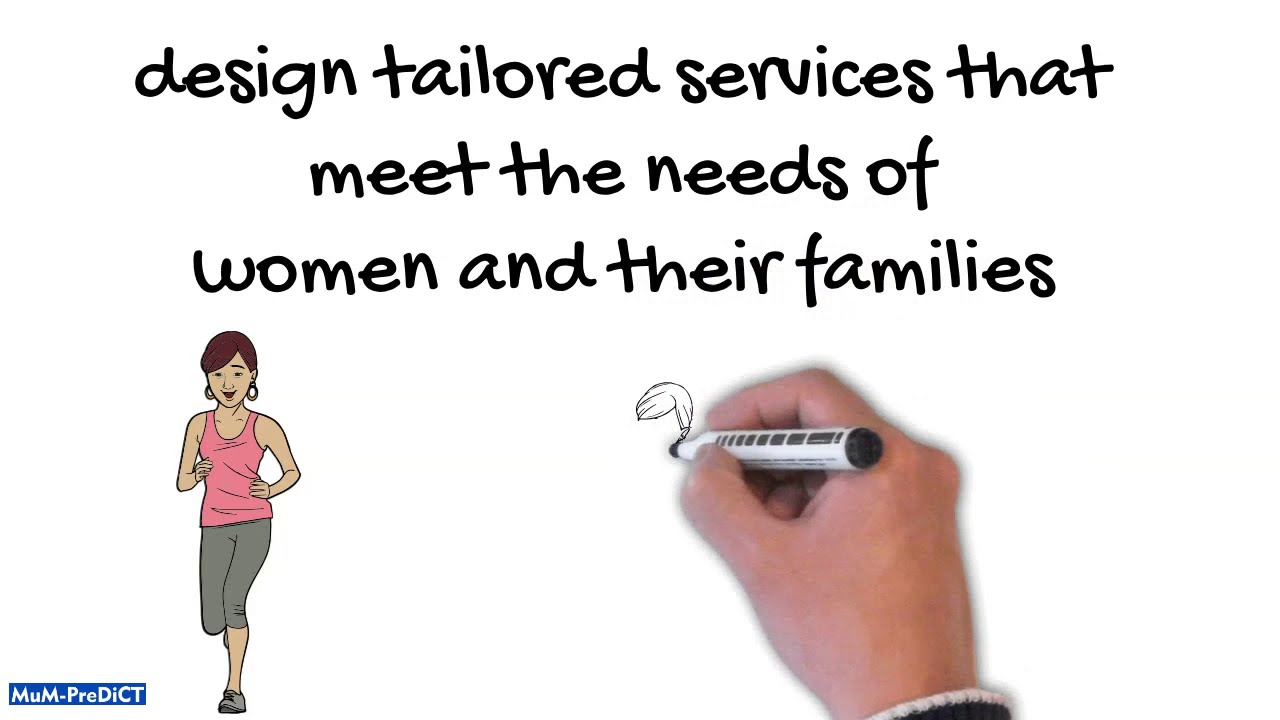 design tailored services that
meet the needs of
women and their families
MuM-PreDiCT